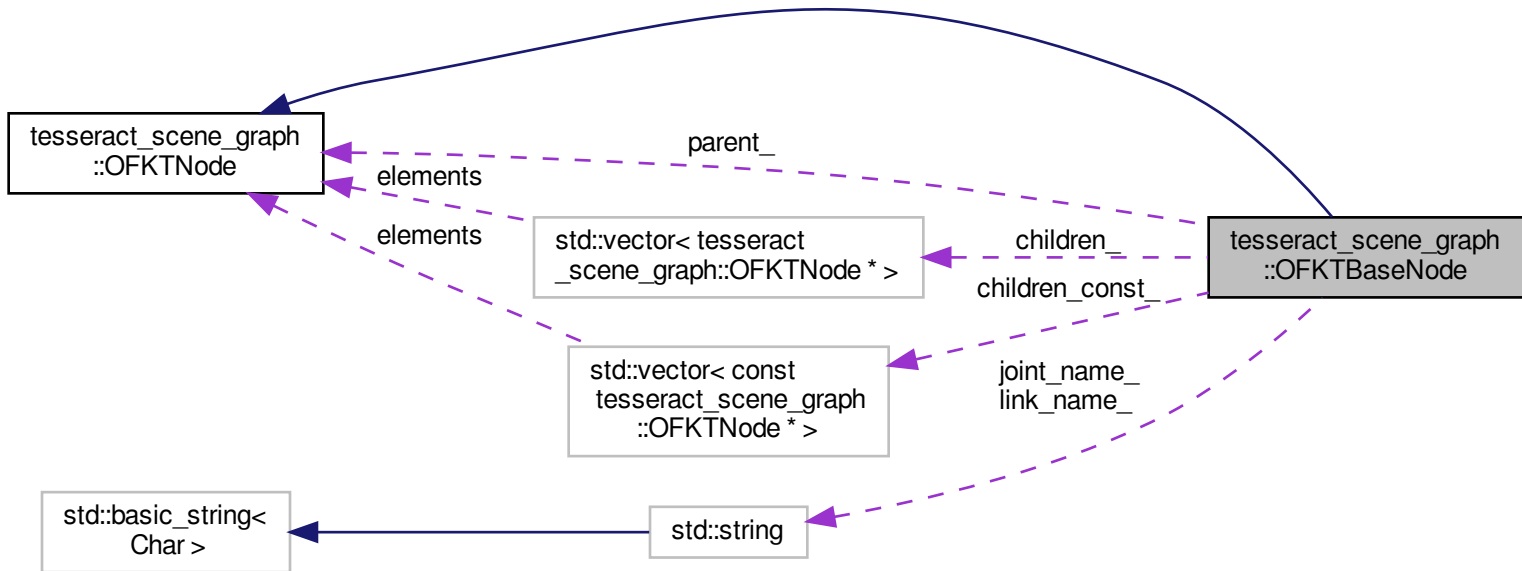 tesseract_scene_graph
::OFKTNode
parent_
elements
elements
std::vector< tesseract
_scene_graph::OFKTNode * >
children_
children_const_
tesseract_scene_graph
::OFKTBaseNode
std::vector< const
tesseract_scene_graph
::OFKTNode * >
joint_name_
link_name_
std::basic_string<
Char >
std::string